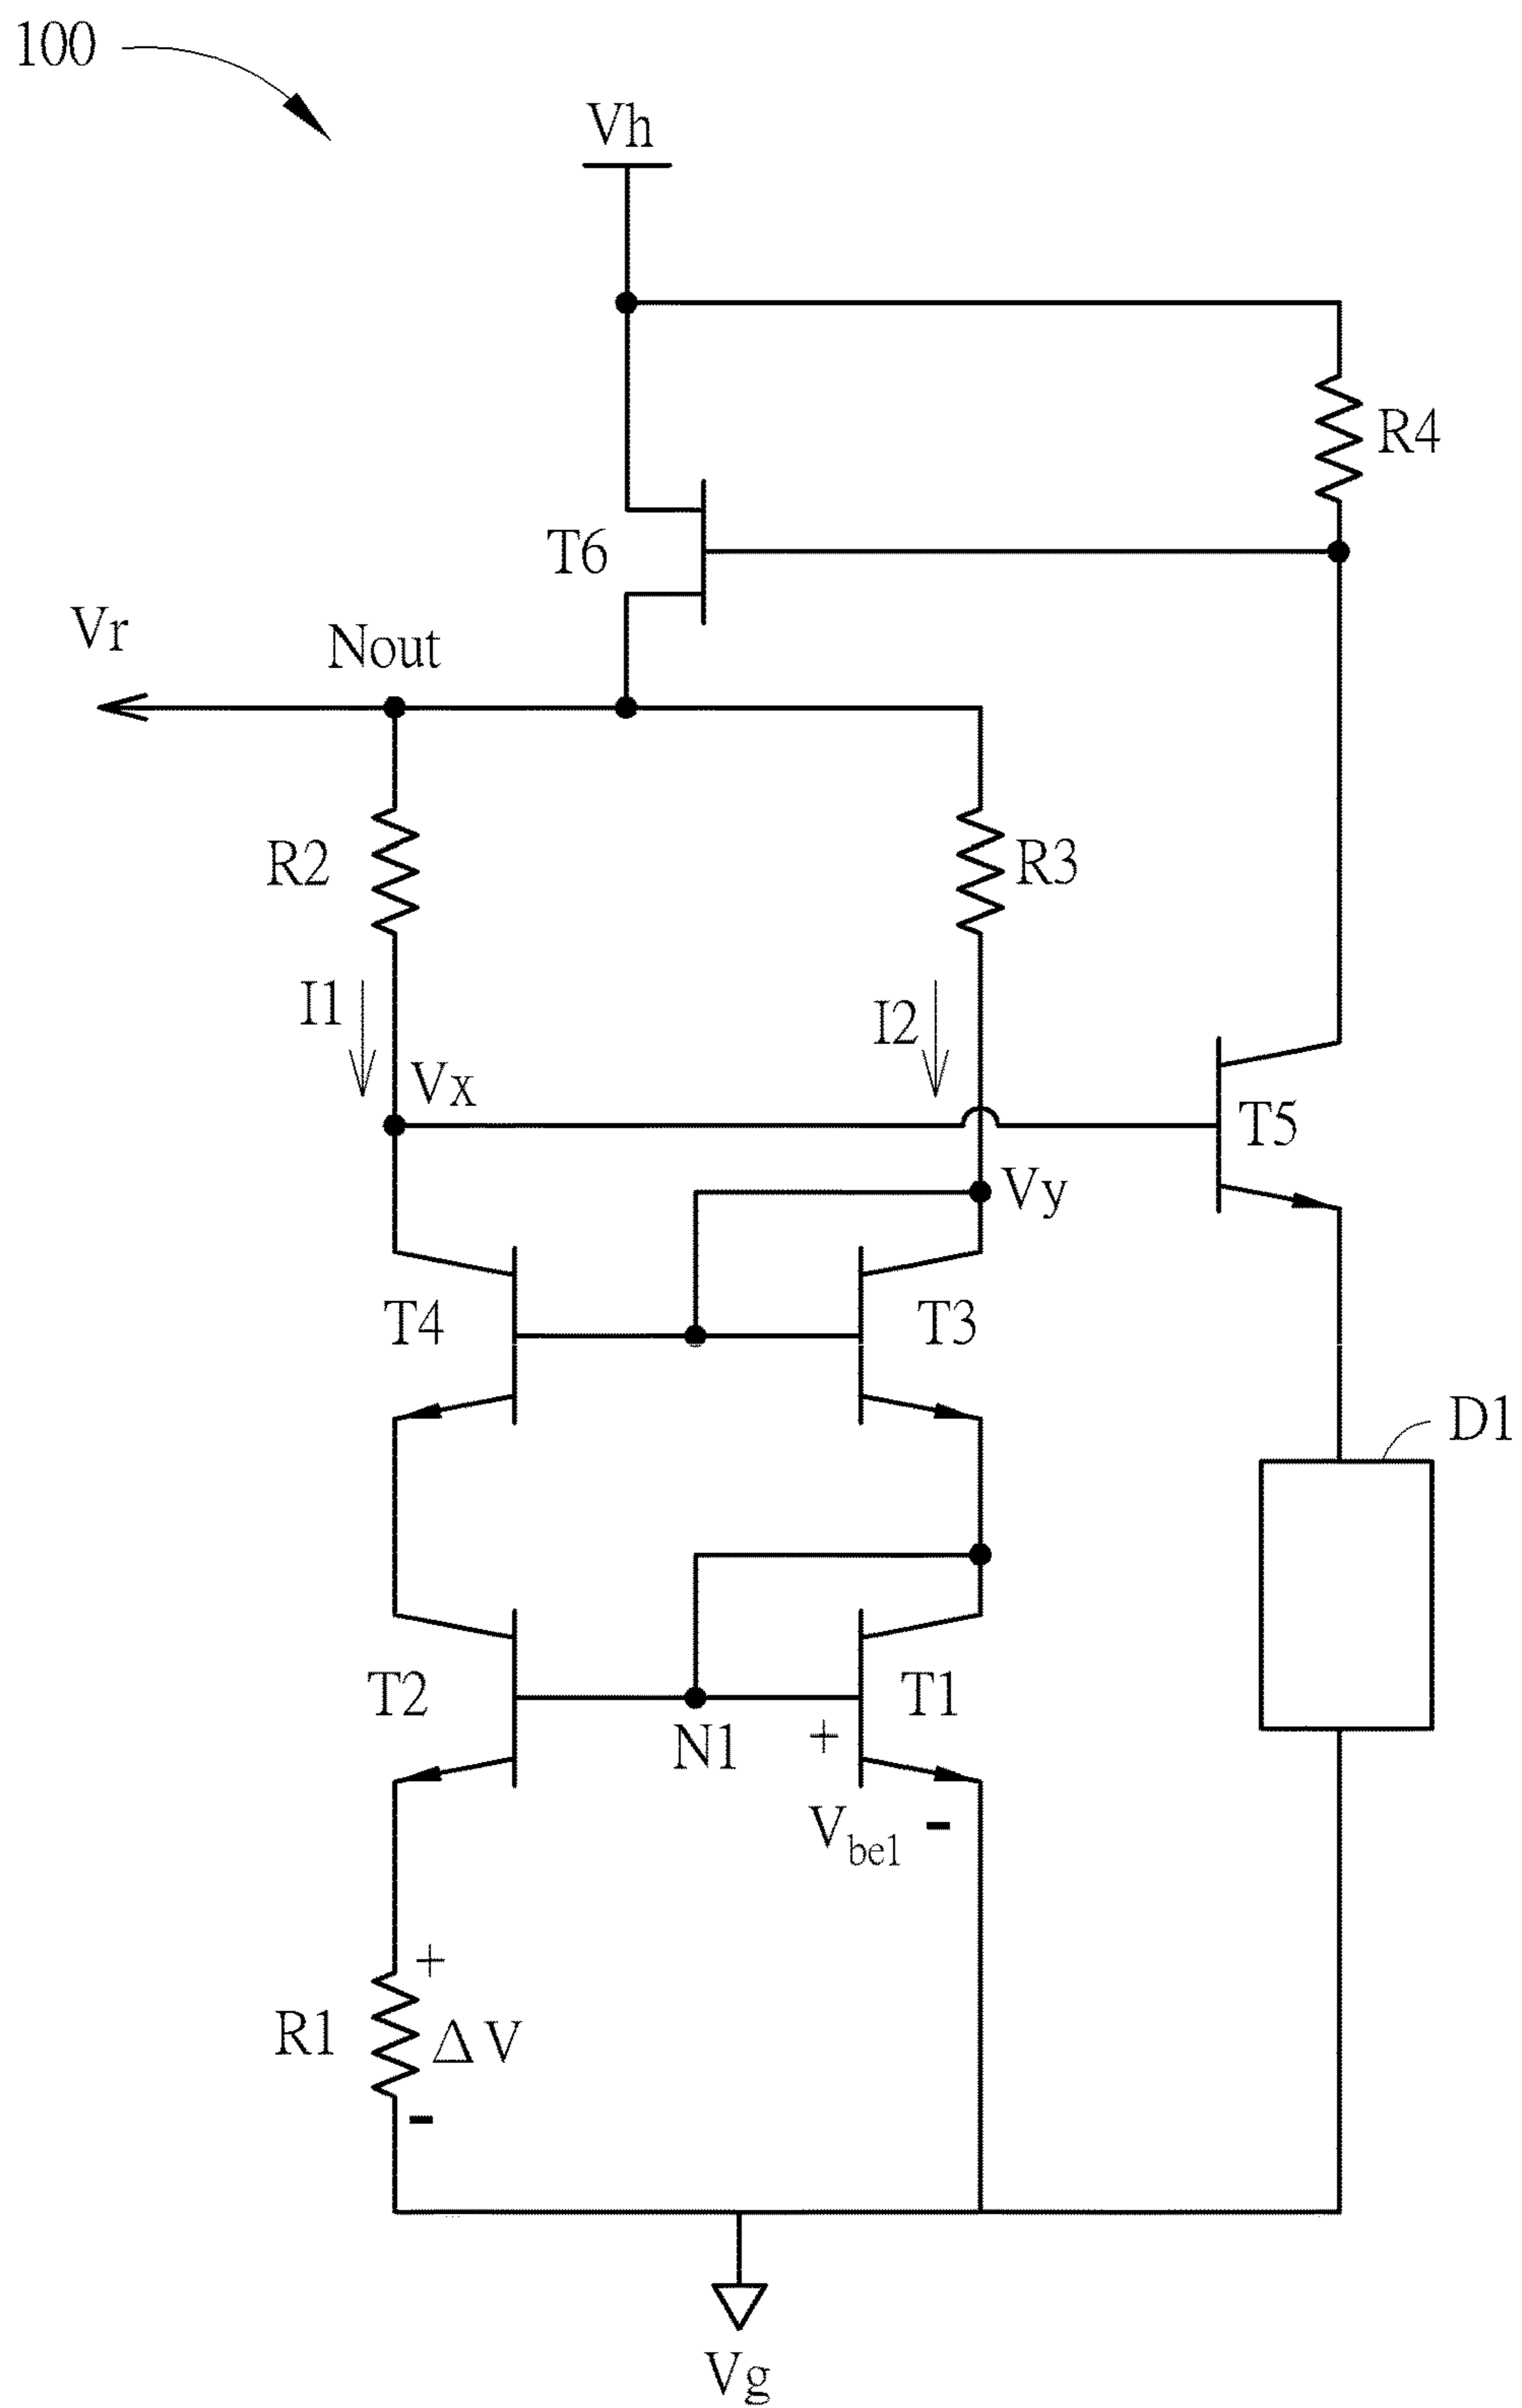 100
Vh
R4
T6
Vr
Nout
R2
R3
I1
I2
Vx
T5
Vy
T4
T3
D1
T2
T1
N1
+
Vbe1
-
+
R1
ΔV
-
Vg